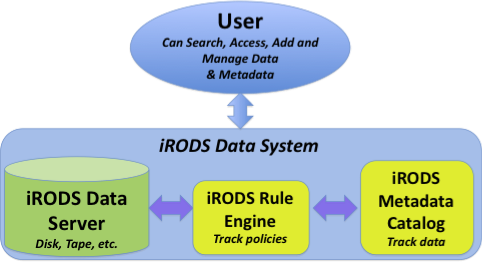 User
Can Search, Access, Add and
Manage Data
& Metadata
iRODS Data System
iRODS Data
Server
Disk, Tape, etc.
iRODS Rule
Engine
Track policies
iRODS
Metadata
Catalog
Track data